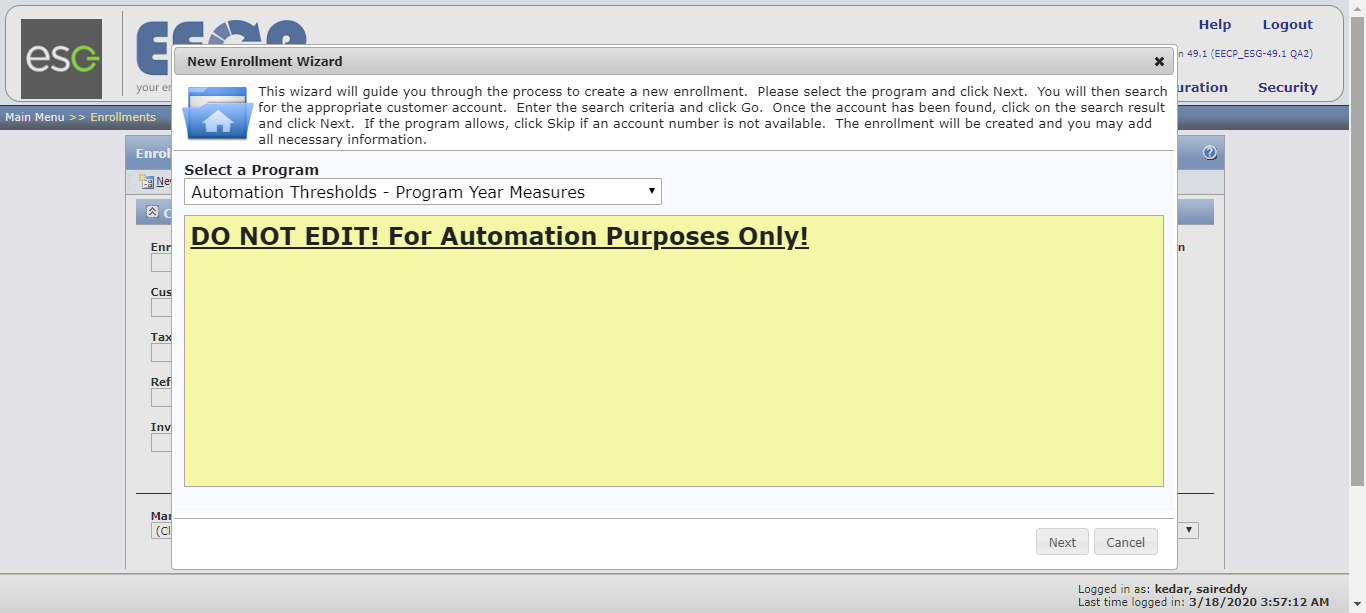 esg
Help Logout
New Enrollment Wizard
n 49.1 (EECP_ESG-49.1 QA2)
This wizard will guide you through the process to create a new enrollment. Please select the program and click Next. You will then search
for the appropriate customer account. Enter the search criteria and click Go. Once the account has been found, click on the search result
and click Next. If the program allows, click Skip if an account number is not available. The enrollment will be created and you may add
all necessary information.
your
uration Security
Main Menu >> Enrollments
Enrol
Select a Program
Automation Thresholds - Program Year Measures
DO NOT EDIT! For Automation Purposes Only!
Enr
n
Cus
Tax
Ref
Inv
Mar
(Cl
Next Cancel
Logged in as: kedar, saireddy
Last time logged in: 3/18/2020 3:57:12 AM